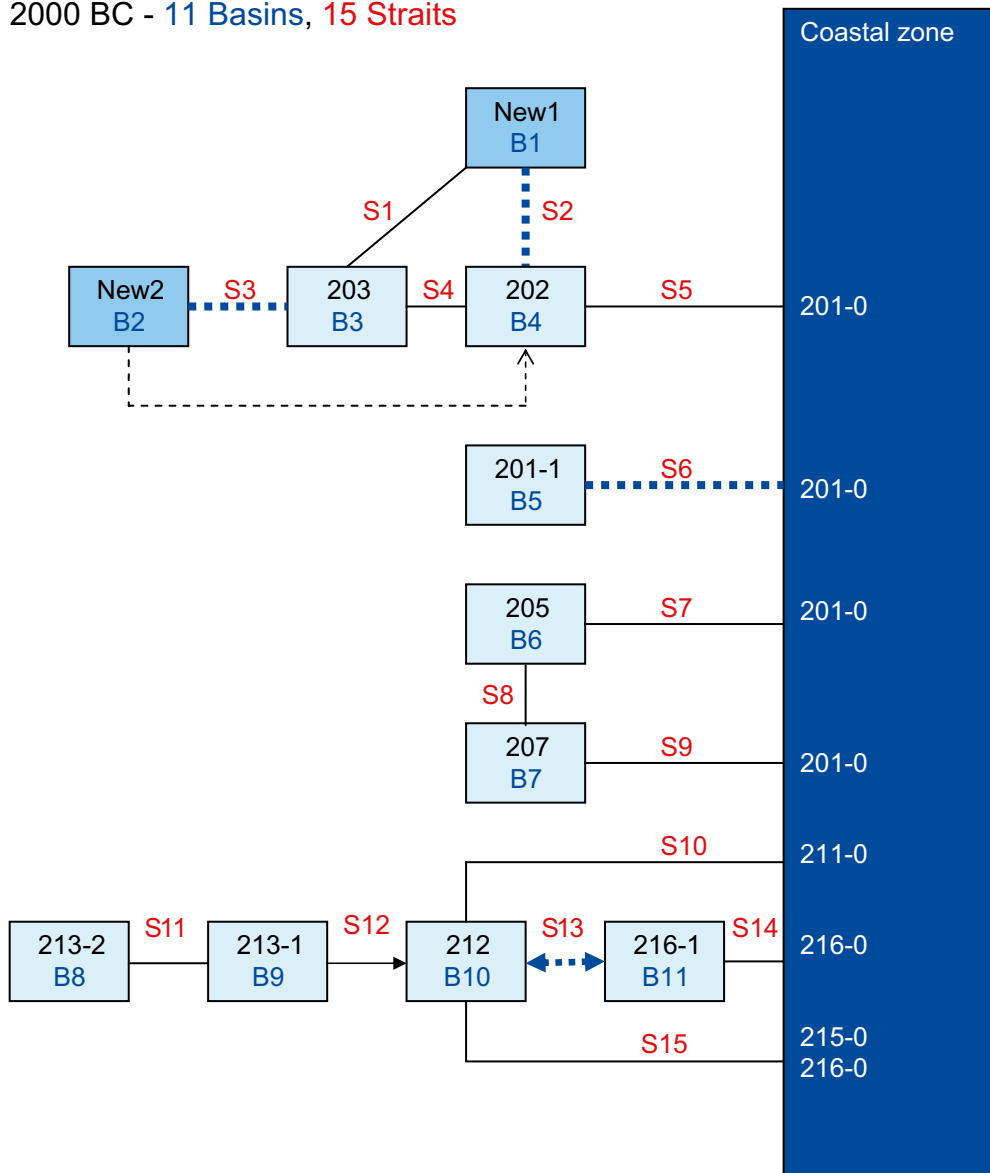 2000 BC - 11 Basins, 15 Straits
Coastal zone
New1
B1
S1
S2
New2
B2
S3
203
B3
S4
202
B4
S5
201-0
201-1
B5
S6
201-0
205
B6
S7
201-0
S8
207
B7
S9
201-0
S10
211-0
213-2
B8
S11
213-1
B9
S12
212
B10
S13
216-1
B11
S14
216-0
S15
215-0
216-0